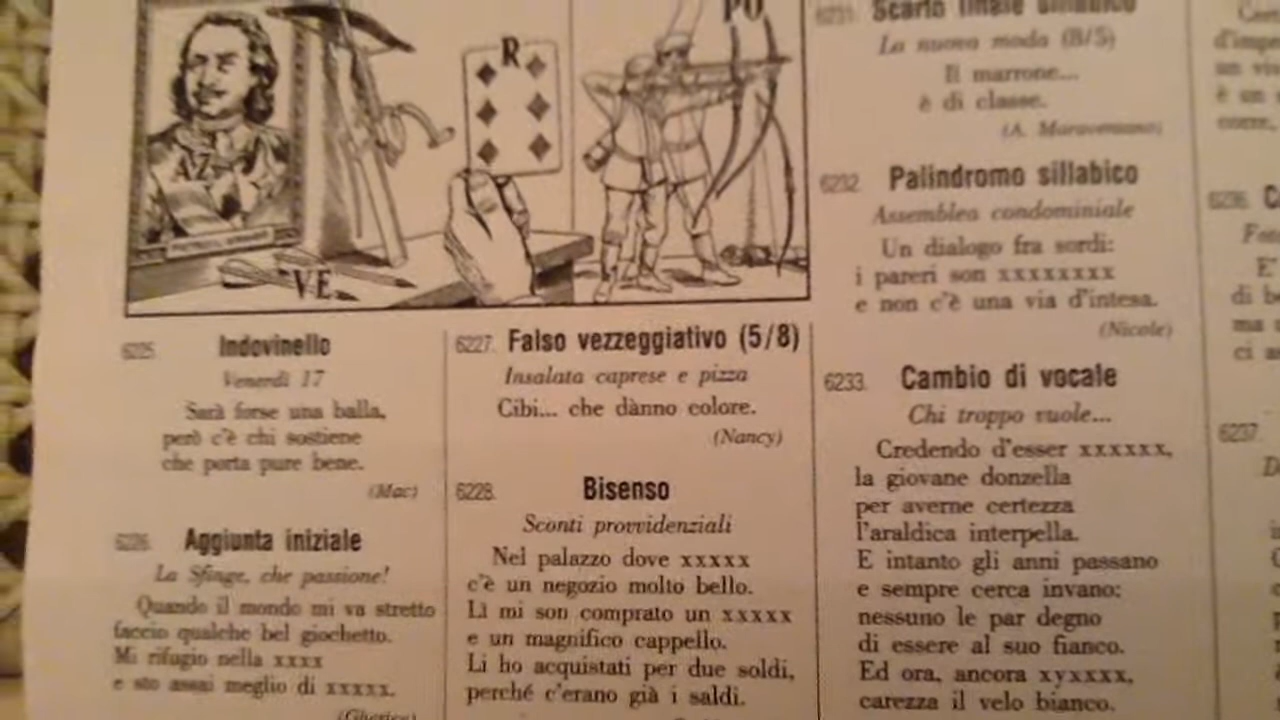 R
PO
AZ
VE
6225. Indovinello
Venerdì 17
Sarà forse una balla,
però c'è chi sostiene
che porta pure bene.
(Mac)
6226. Aggiunta iniziale
La Sfinge, che passione!
Quando il mondo mi va stretto
faccio qualche bel giochetto.
Mi rifugio nella xxxx
e sto assai meglio di xxxxx.
6227. Falso vezzeggiativo (5/8)
Insalata caprese e pizza
Cibi... che dànno colore.
(Nancy)
6228. Bisenso
Sconti provvidenziali
Nel palazzo dove xxxxx
c'è un negozio molto bello.
Lì mi son comprato un xxxxx
e un magnifico cappello.
Li ho acquistati per due soldi,
perché c'erano già i saldi.
6231. Scarto finale sillabico
La nuova moda (8/5)
Il marrone...
è di classe.
(A.
6232. Palindromo sillabico
Assemblea condominiale
Un dialogo fra sordi:
i pareri son xxxxxxxx
e non c'è una via d'intesa.
(Nicole)
6233. Cambio di vocale
Chi troppo vuole...
Credendo d'esser xxxxxx,
la giovane donzella
per averne certezza
l'araldica interpella.
E intanto gli anni passano
e sempre cerca invano:
nessuno le par degno
di essere al suo fianco.
Ed ora, ancora xyxxxx,
carezza il velo bianco.
un
è un
corre,
6236. C
E'
di b
ma
ci a
6237.
D